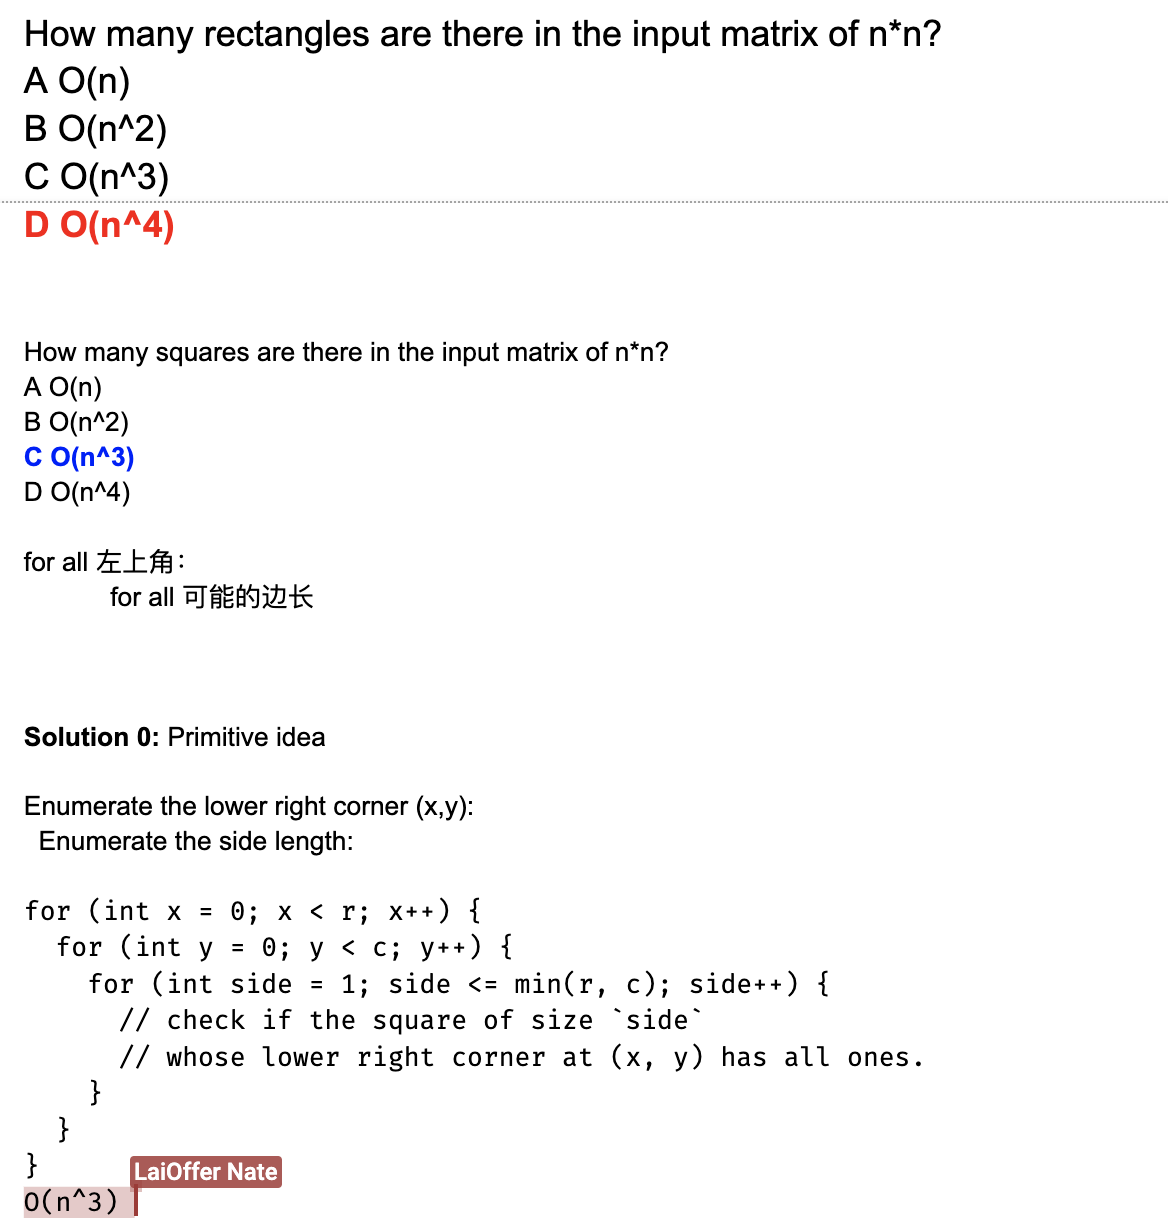 How many rectangles are there in the input matrix of n*n?
A O(n)
B O(n^2)
C O(n^3)
D O(n^4)
How many squares are there in the input matrix of n*n?
A O(n)
B O(n^2)
C O(n^3)
D O(n^4)
for all 左上角：
for all 可能的边长
Solution 0: Primitive idea
Enumerate the lower right corner (x,y):
Enumerate the side length:
for (int x = 0; x < r; x++) {
for (int y = 0; y < c; y++) {
for (int side = 1; side <= min(r, c); side++) {
// check if the square of size `side`
// whose lower right corner at (x, y) has all ones.
}
}
}
LaiOffer Nate
O(n^3)